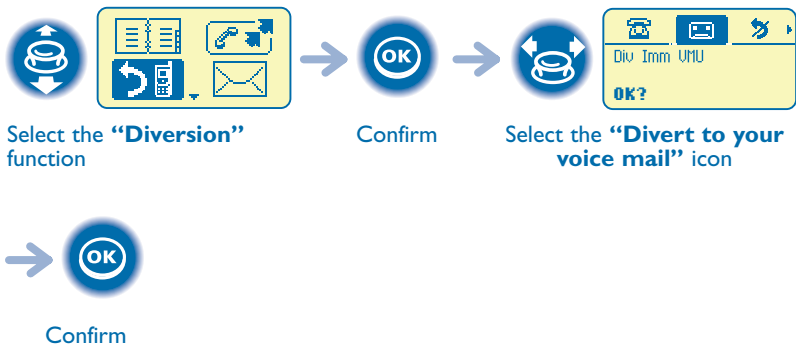 OK
OK
Div Imm VMU
OK?
Select the “Diversion”
function
Confirm
Select the “Divert to your
voice mail” icon
OK
Confirm